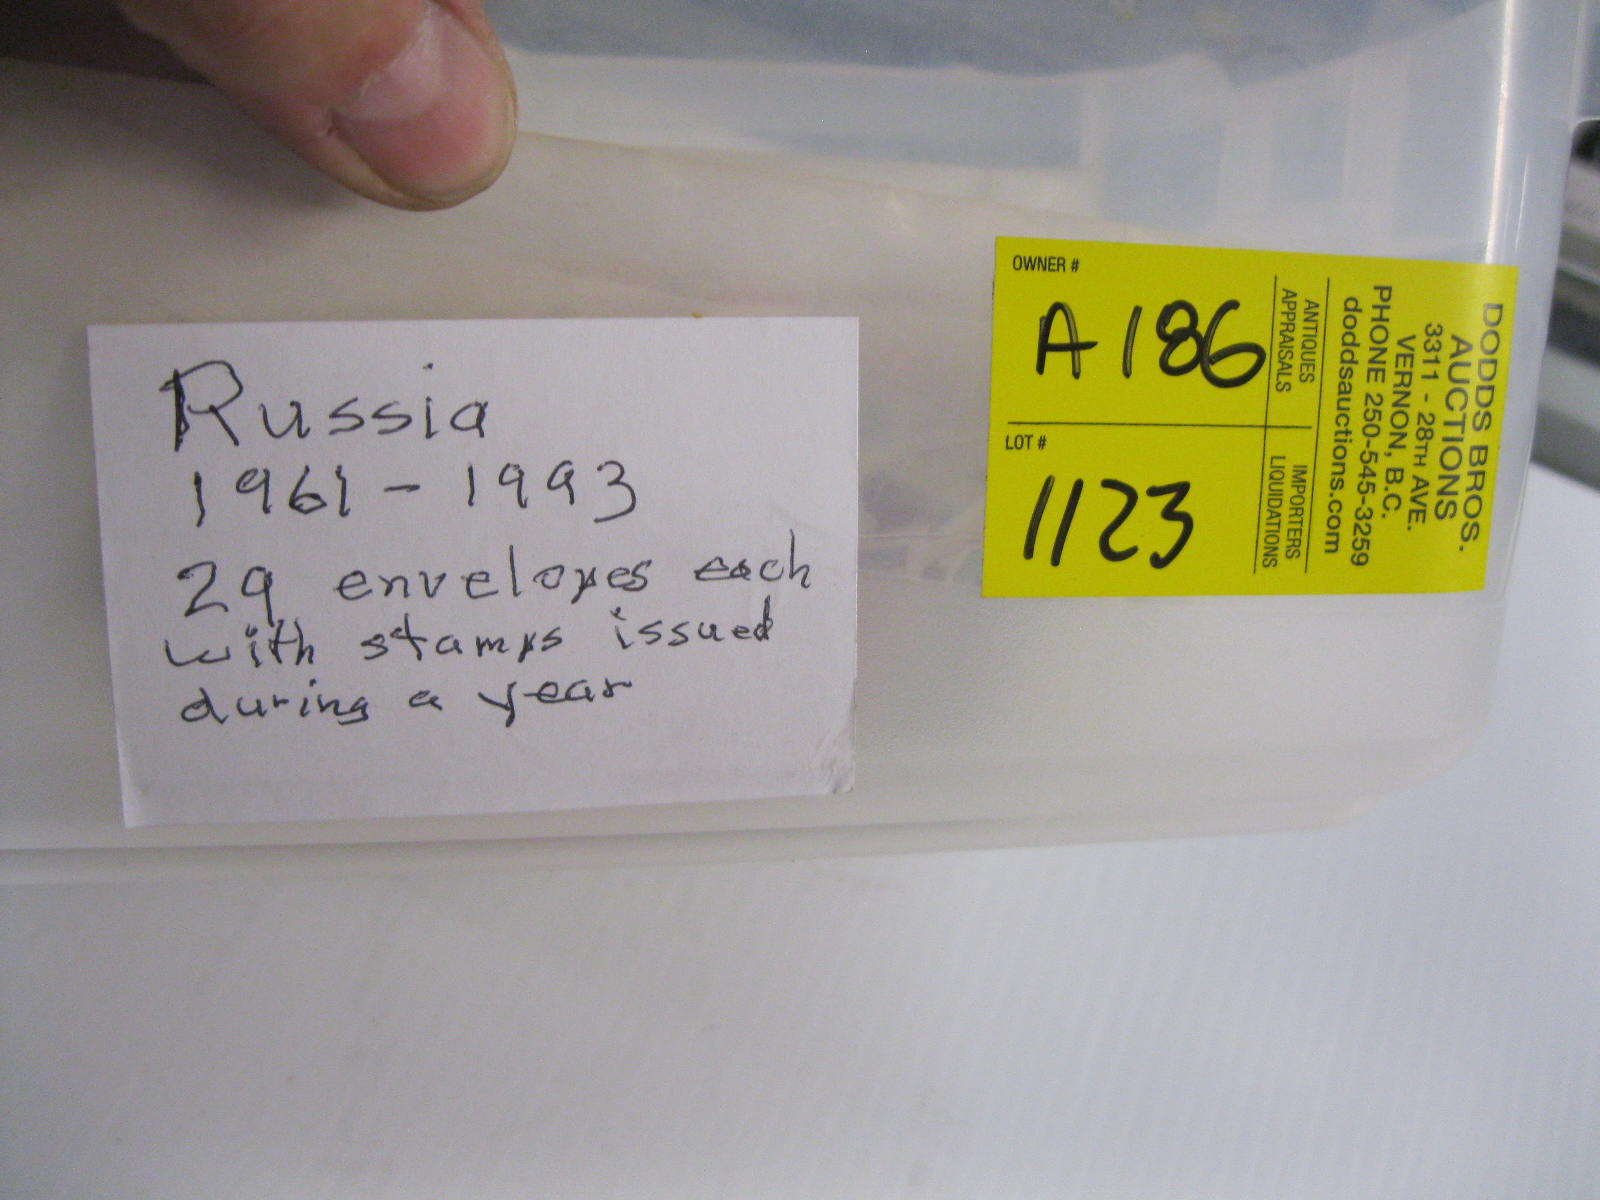 Russia
1961 - 1993
29 envelopes each
with stamps issued
during a year
OWNER #
A 186
LOT #
1123
ANTIQUES
APPRAISALS
IMPORTERS
LIQUIDATIONS
DODDS BROS.
AUCTIONS
3311 - 28TH AVE.
VERNON, B.C.
PHONE 250-545-3259
doddsauctions.com